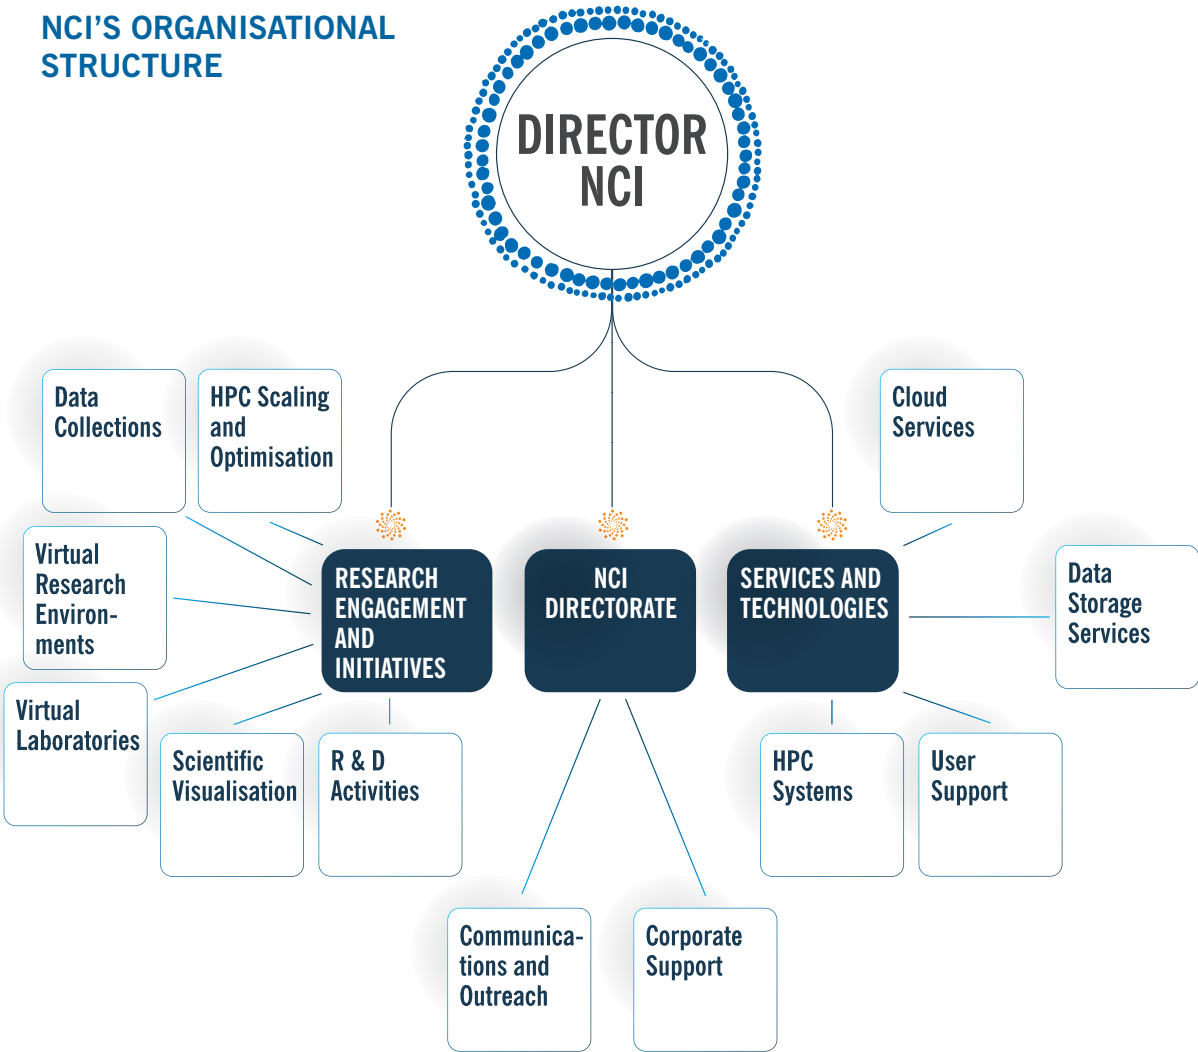 NCI'S ORGANISATIONAL
STRUCTURE
DIRECTOR
NCI
Data
Collections
HPC Scaling
and
Optimisation
Cloud
Services
Virtual
Research
Environ-
ments
RESEARCH
ENGAGEMENT
AND
INITIATIVES
NCI
DIRECTORATE
SERVICES AND
TECHNOLOGIES
Data
Storage
Services
Virtual
Laboratories
Scientific
Visualisation
R & D
Activities
HPC
Systems
User
Support
Communica-
tions and
Outreach
Corporate
Support